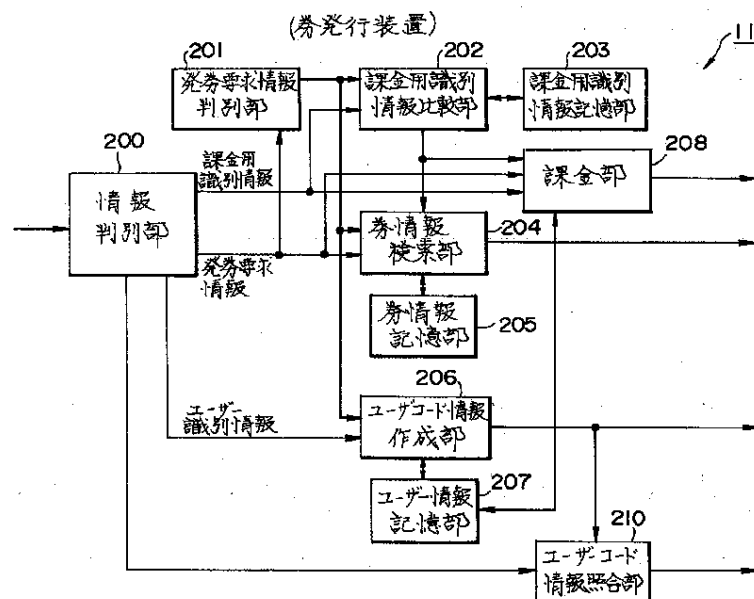 (券発行装置)
11
201
発券要求情報
判別部
202
課金用識別
情報比較部
203
課金用識別
情報記憶部
200
情報
判別部
課金用
識別情報
発券要求
情報
208
課金部
204
券情報
検索部
205
券情報
記憶部
206
ユーザコード情報
作成部
ユーザー
識別情報
207
ユーザー情報
記憶部
210
ユーザーコード
情報照合部